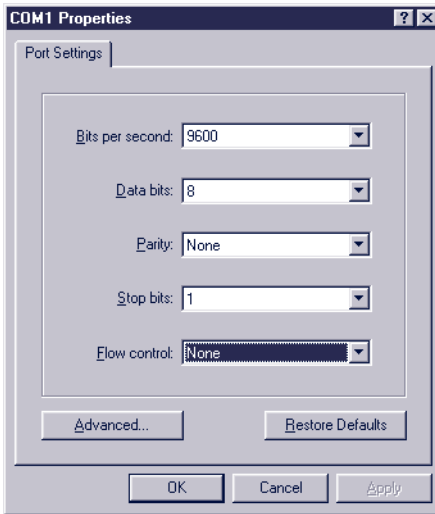 COM1 Properties
Port Settings
Bits per second: 9600
Data bits: 8
Parity: None
Stop bits: 1
Flow control: None
Advanced...
Restore Defaults
OK
Cancel
Apply